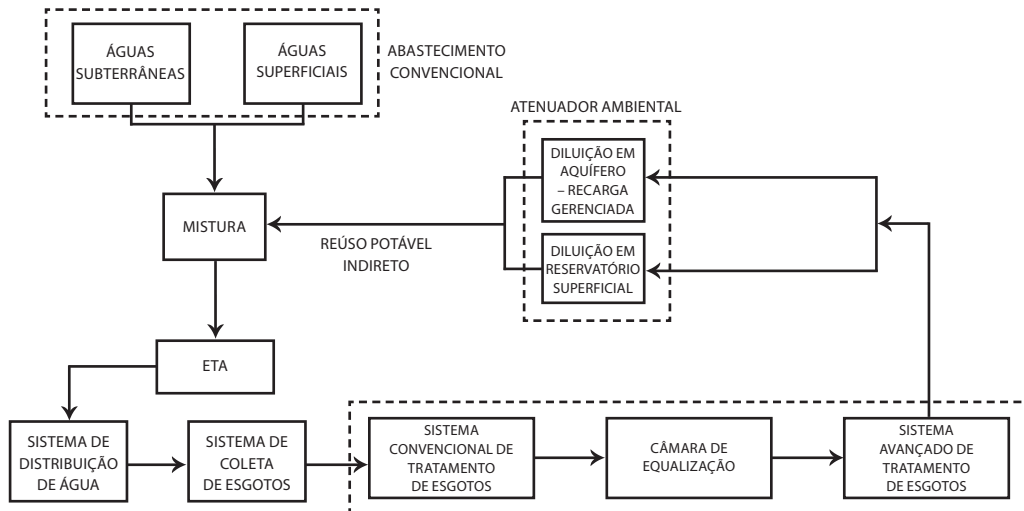 ÁGUAS
SUBTERRÂNEAS
ÁGUAS
SUPERFICIAIS
ABASTECIMENTO
CONVENCIONAL
ATENUADOR AMBIENTAL
DILUIÇÃO EM
AQUÍFERO
– RECARGA
GERENCIADA
DILUIÇÃO EM
RESERVATÓRIO
SUPERFICIAL
MISTURA
REÚSO POTÁVEL
INDIRETO
ETA
SISTEMA DE
DISTRIBUIÇÃO
DE ÁGUA
SISTEMA DE
COLETA
DE ESGOTOS
SISTEMA
CONVENCIONAL DE
TRATAMENTO
DE ESGOTOS
CÂMARA DE
EQUALIZAÇÃO
SISTEMA
AVANÇADO DE
TRATAMENTO
DE ESGOTOS